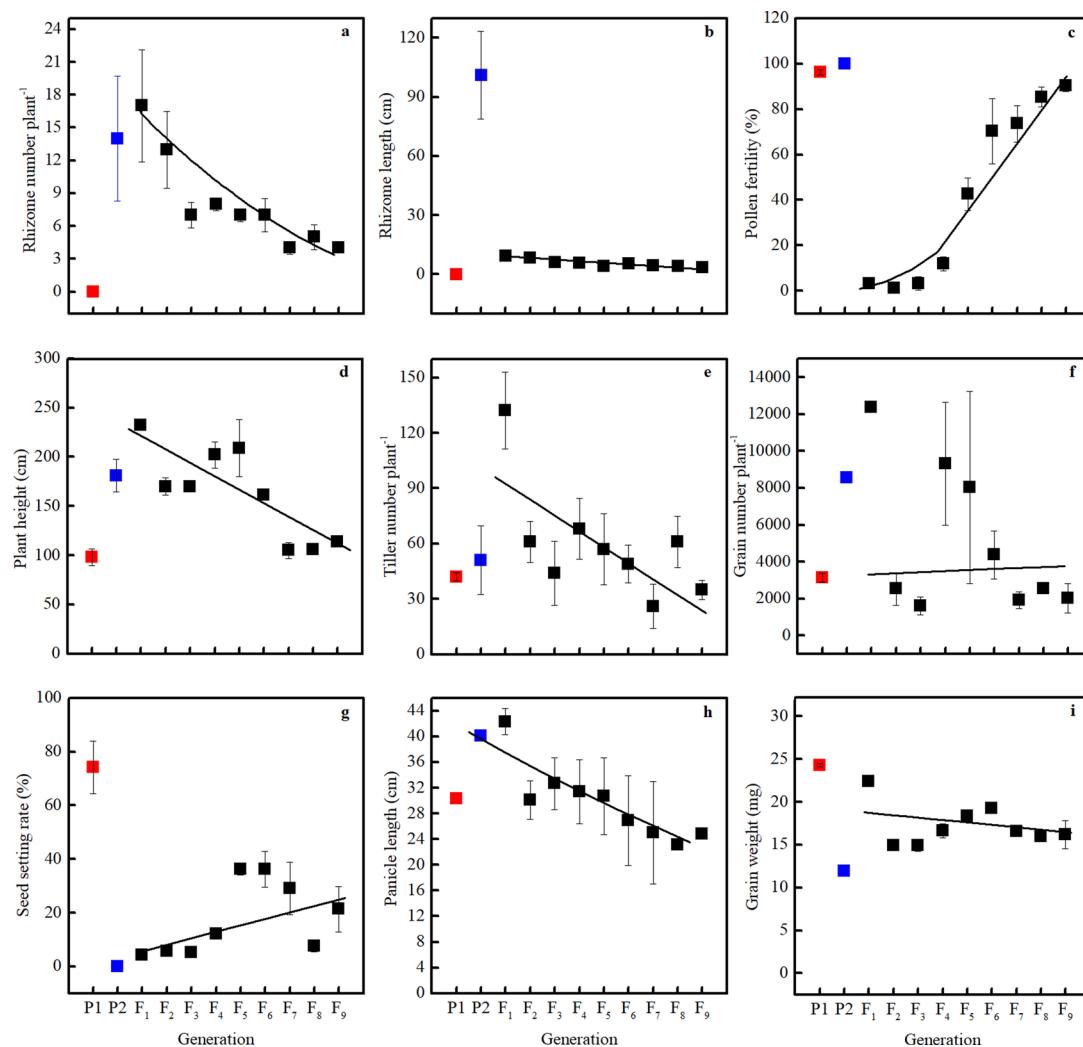 a
24
21
18
15
12
9
6
3
0
Rhizome number plant⁻¹
b
120
90
60
30
0
Rhizome length (cm)
c
120
100
80
60
40
20
0
Pollen fertility (%)
d
300
250
200
150
100
50
0
Plant height (cm)
e
150
120
90
60
30
0
Tiller number plant⁻¹
f
14000
12000
10000
8000
6000
4000
2000
0
Grain number plant⁻¹
g
100
80
60
40
20
0
Seed setting rate (%)
P1 P2 F₁ F₂ F₃ F₄ F₅ F₆ F₇ F₈ F₉
Generation
h
44
40
36
32
28
24
20
16
12
8
4
0
Panicle length (cm)
P1 P2 F₁ F₂ F₃ F₄ F₅ F₆ F₇ F₈ F₉
Generation
i
30
25
20
15
10
5
0
Grain weight (mg)
P1 P2 F₁ F₂ F₃ F₄ F₅ F₆ F₇ F₈ F₉
Generation